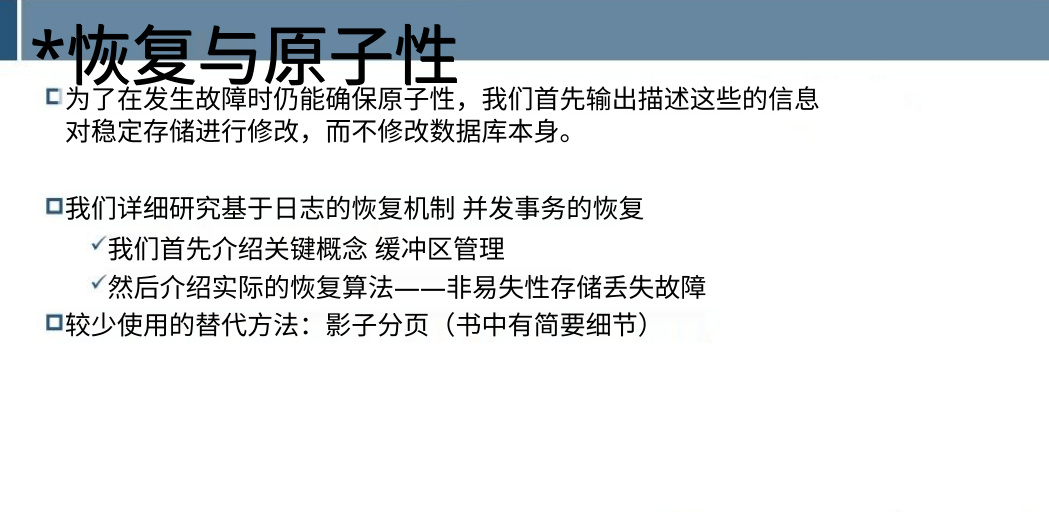 *恢复与原子性
为了在发生故障时仍能确保原子性，我们首先输出描述这些的信息
对稳定存储进行修改，而不修改数据库本身。
我们详细研究基于日志的恢复机制 并发事务的恢复
我们首先介绍关键概念 缓冲区管理
然后介绍实际的恢复算法——非易失性存储丢失故障
较少使用的替代方法：影子分页（书中有简要细节）